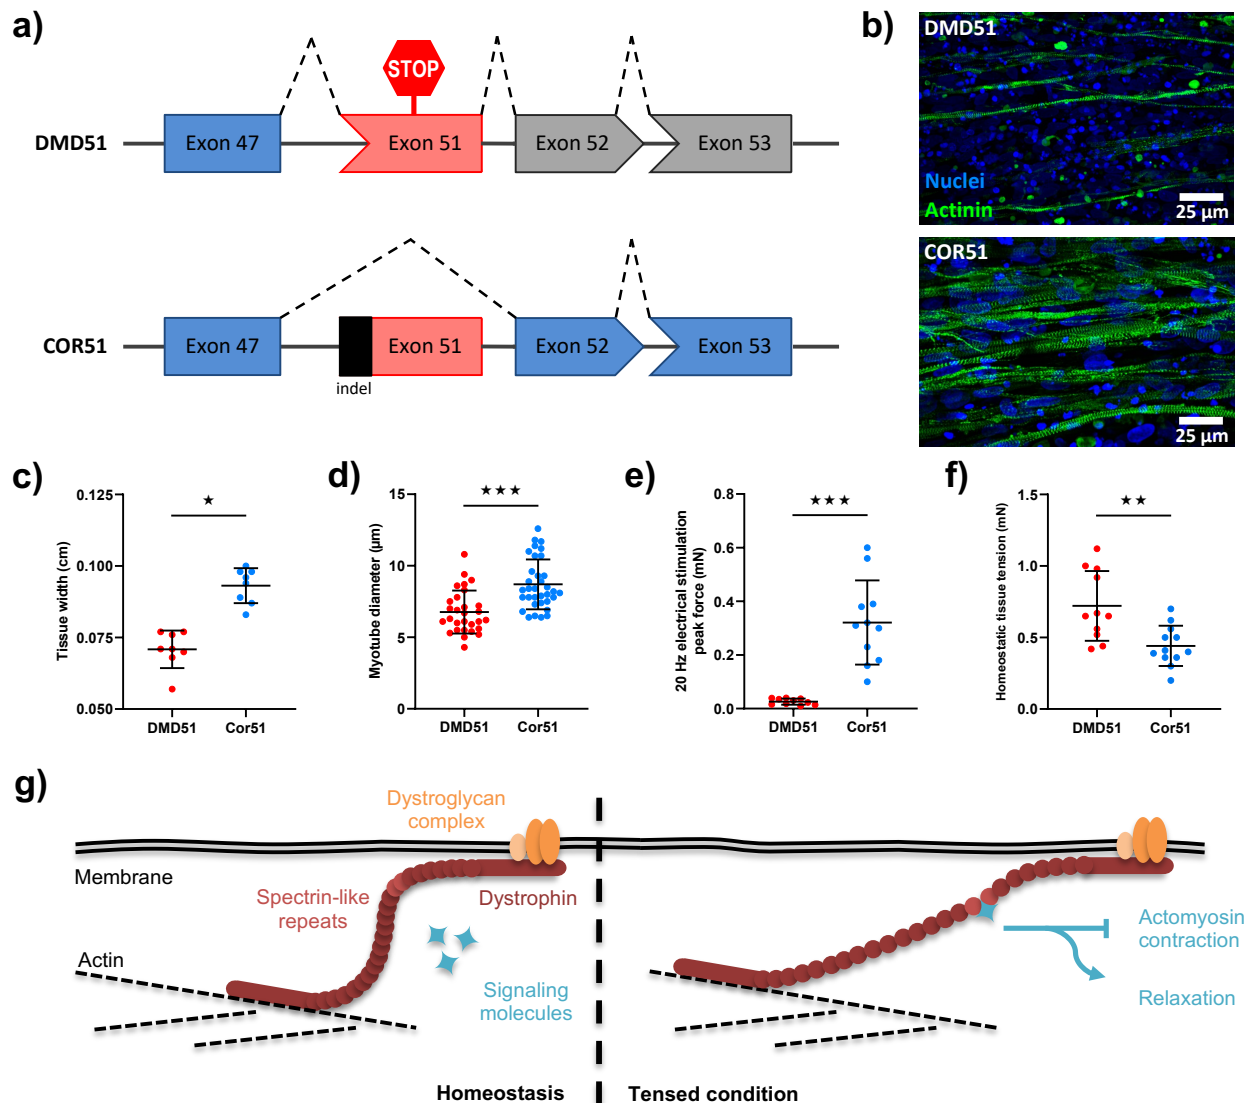 a)
STOP
DMD51
Exon 47
Exon 51
Exon 52
Exon 53
COR51
Exon 47
Exon 51
Exon 52
Exon 53
indel
b)
DMD51
Nuclei
Actinin
25 µm
COR51
25 µm
c)
Tissue width (cm)
0.125
0.100
0.075
0.050
DMD51
Cor51
d)
Myotube diameter (µm)
15
10
5
0
DMD51
Cor51
e)
20 Hz electrical stimulation
peak force (mN)
0.8
0.6
0.4
0.2
0.0
DMD51
Cor51
f)
Homeostatic tissue tension (mN)
1.5
1.0
0.5
0.0
DMD51
Cor51
g)
Dystroglycan
complex
Membrane
Spectrin-like
repeats
Dystrophin
Actin
Signaling
molecules
Homeostasis
Actomyosin
contraction
Relaxation
Tensed condition